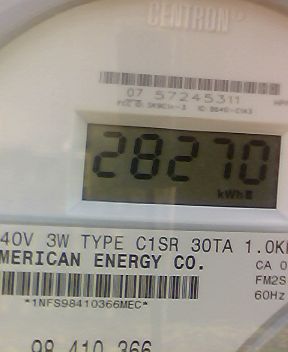 CENTRON
07 57245311
28270
kWh
40V 3W TYPE C1SR 30TA 1.0K
MERICAN ENERGY CO.
CA 0
FM2S
60Hz
*1NFS98410366MEC*
98 410 366